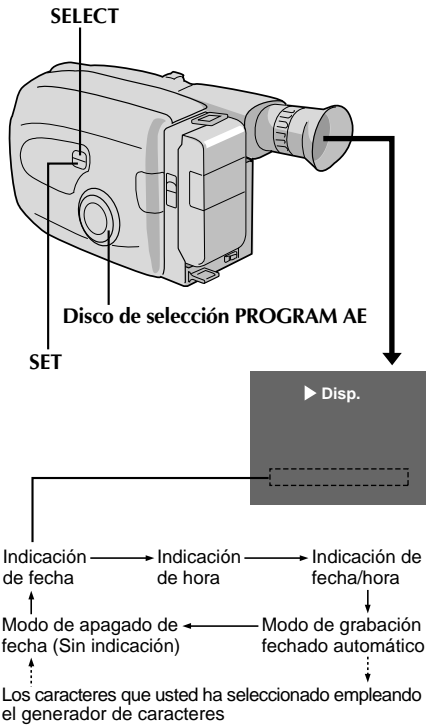 SELECT
Disco de selección PROGRAM AE
SET
▶ Disp.
Indicación de fecha
Indicación de hora
Indicación de fecha/hora
Modo de apagado de fecha (Sin indicación)
Modo de grabación fechado automático
Los caracteres que usted ha seleccionado empleando
el generador de caracteres